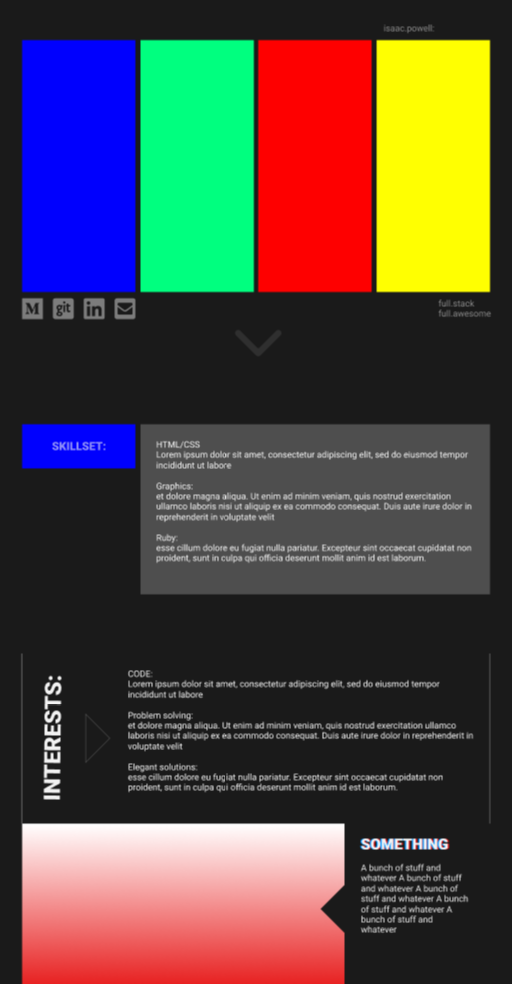 isaac.powell:
M git in
full.stack
full.awesome
SKILLSET:
HTML/CSS
Lorem ipsum dolor sit amet, consectetur adipiscing elit, sed do eiusmod tempor
incididunt ut labore
Graphics:
et dolore magna aliqua. Ut enim ad minim veniam, quis nostrud exercitation
ullamco laboris nisi ut aliquip ex ea commodo consequat. Duis aute irure dolor in
reprehenderit in voluptate velit
Ruby:
esse cillum dolore eu fugiat nulla pariatur. Excepteur sint occaecat cupidatat non
proident, sunt in culpa qui officia deserunt mollit anim id est laborum.
INTERESTS:
CODE:
Lorem ipsum dolor sit amet, consectetur adipiscing elit, sed do eiusmod tempor
incididunt ut labore
Problem solving:
et dolore magna aliqua. Ut enim ad minim veniam, quis nostrud exercitation ullamco
laboris nisi ut aliquip ex ea commodo consequat. Duis aute irure dolor in reprehenderit in
voluptate velit
Elegant solutions:
esse cillum dolore eu fugiat nulla pariatur. Excepteur sint occaecat cupidatat non
proident, sunt in culpa qui officia deserunt mollit anim id est laborum.
SOMETHING
A bunch of stuff and
whatever A bunch of stuff
and whatever A bunch of
stuff and whatever A bunch
of stuff and whatever A
bunch of stuff and
whatever